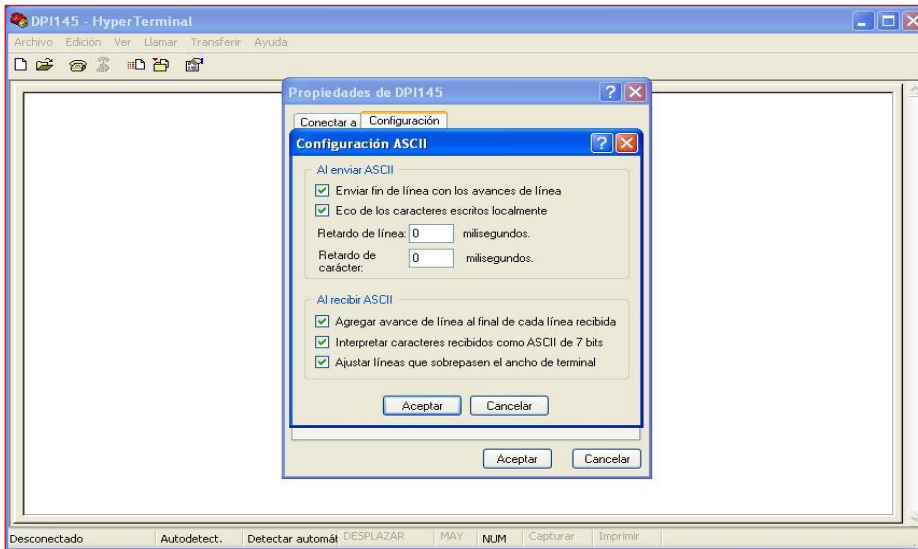 DPI145 - HyperTerminal
Archivo Edición Ver Llamar Transferir Ayuda
Propiedades de DPI145
Conectar a Configuración
Configuración ASCII
Al enviar ASCII
Enviar fin de línea con los avances de línea
Eco de los caracteres escritos localmente
Retardo de línea: 0 milisegundos.
Retardo de carácter: 0 milisegundos.
Al recibir ASCII
Agregar avance de línea al final de cada línea recibida
Interpretar caracteres recibidos como ASCII de 7 bits
Ajustar líneas que sobrepasen el ancho de terminal
Aceptar Cancelar
Aceptar Cancelar
Desconectado Autodetect. Detectar automát DESPLAZAR MAY NUM Capturar Imprimir